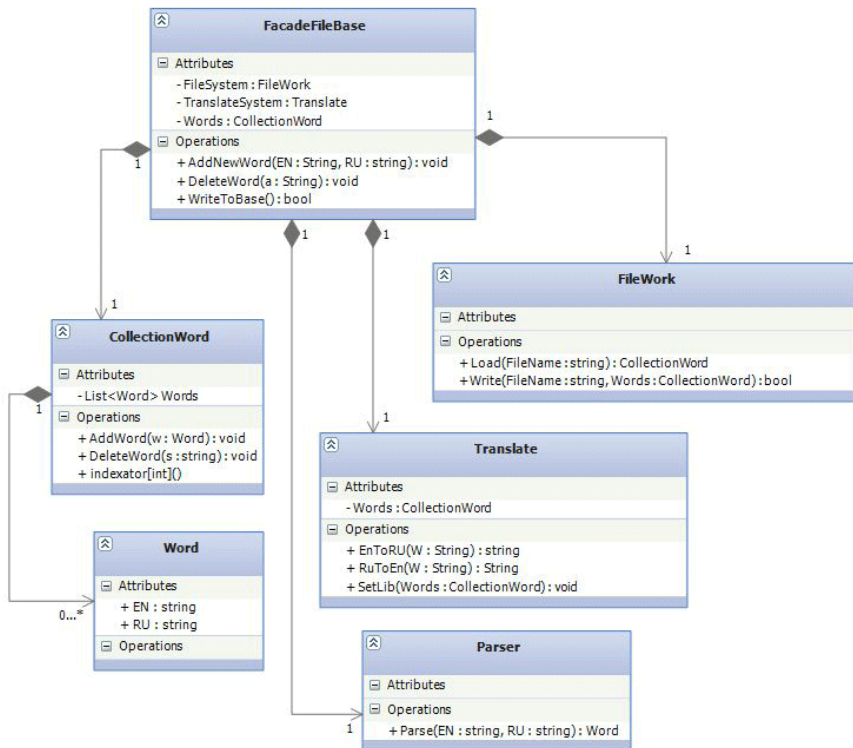 FacadeFileBase
Attributes
- FileSystem : FileWork
- TranslateSystem : Translate
- Words : CollectionWord
Operations
+ AddNewWord(EN : String, RU : string) : void
+ DeleteWord(a : String) : void
+ WriteToBase() : bool
1
1
1
1
1
1
1
1
FileWork
Attributes
Operations
+ Load(FileName : string) : CollectionWord
+ Write(FileName : string, Words : CollectionWord) : bool
CollectionWord
Attributes
- List<Word> Words
Operations
+ AddWord(w : Word) : void
+ DeleteWord(s : string) : void
+ indexator[int]()
1
0...*
Word
Attributes
+ EN : string
+ RU : string
Operations
Translate
Attributes
- Words : CollectionWord
Operations
+ EnToRU(W : String) : string
+ RuToEn(W : String) : String
+ SetLib(Words : CollectionWord) : void
Parser
Attributes
Operations
+ Parse(EN : string, RU : string) : Word